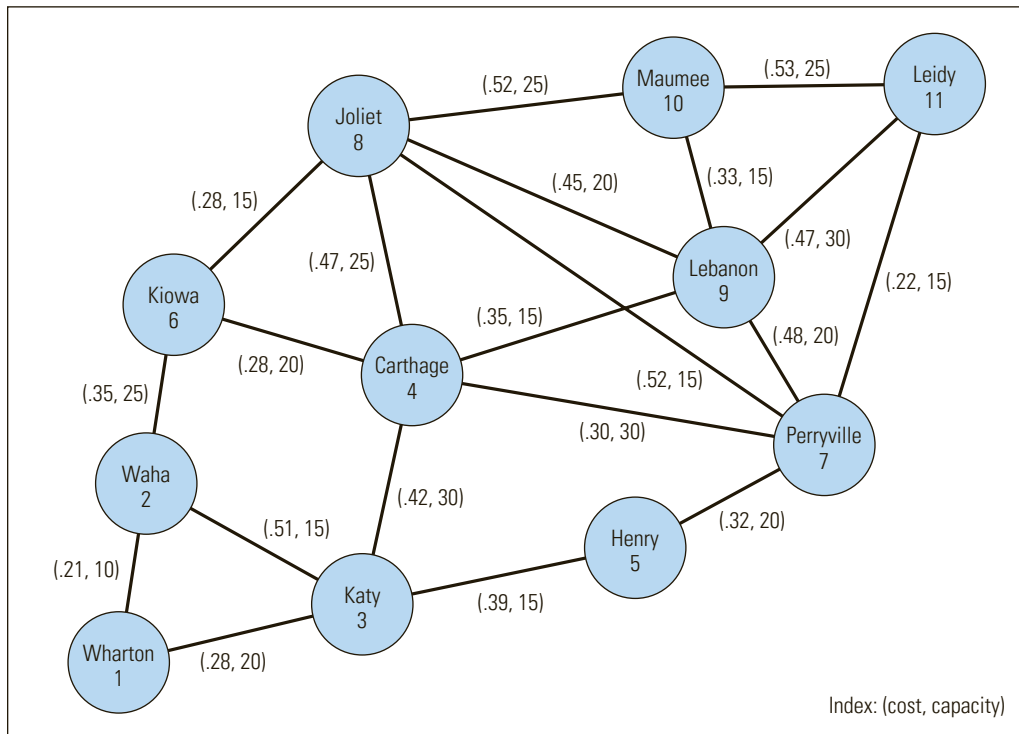 Maumee
10
Leidy
11
(.53, 25)
(.52, 25)
Joliet
8
(.33, 15)
(.45, 20)
(.28, 15)
(.47, 30)
(.47, 25)
Lebanon
9
(.22, 15)
Kiowa
6
(.35, 15)
(.48, 20)
(.28, 20)
Carthage
4
(.52, 15)
(.35, 25)
(.30, 30)
Perryville
7
Waha
2
(.42, 30)
(.51, 15)
(.32, 20)
Henry
5
(.21, 10)
Katy
3
(.39, 15)
Wharton
1
(.28, 20)
Index: (cost, capacity)